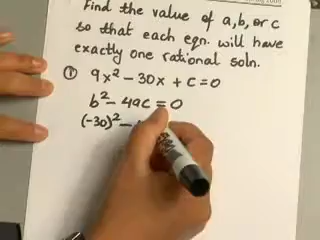 Find the value of a, b, or c
so that each eqn. will have
exactly one rational soln.
① 9x² - 30x + c = 0
b² - 4ac = 0
(-30)² -